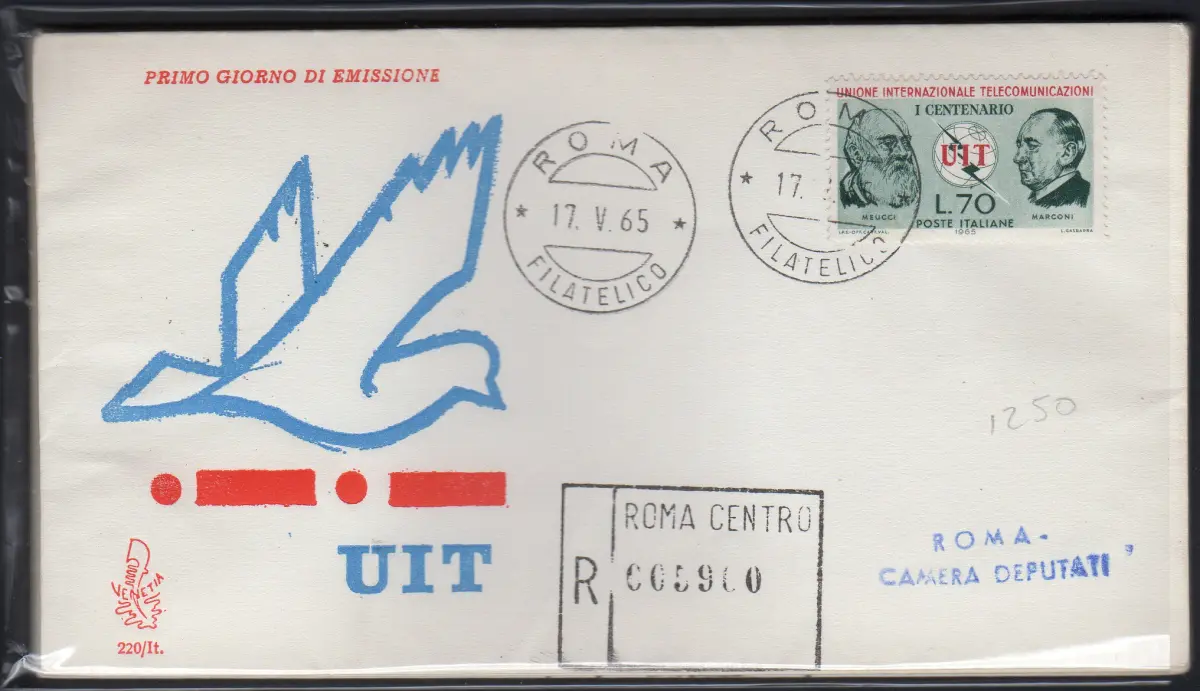 PRIMO GIORNO DI EMISSIONE
ROMA
17. V. 65
FILATELICO
ROMA
17.
FILATELICO
UNIONE INTERNAZIONALE TELECOMUNICAZIONI
I CENTENARIO
UIT
L.70
MEUCCI
MARCONI
POSTE ITALIANE
1965
L. GASBARRA
1250
UIT
VENETIA
220/It.
ROMA CENTRO
R
ROMA-
CAMERA DEPUTATI